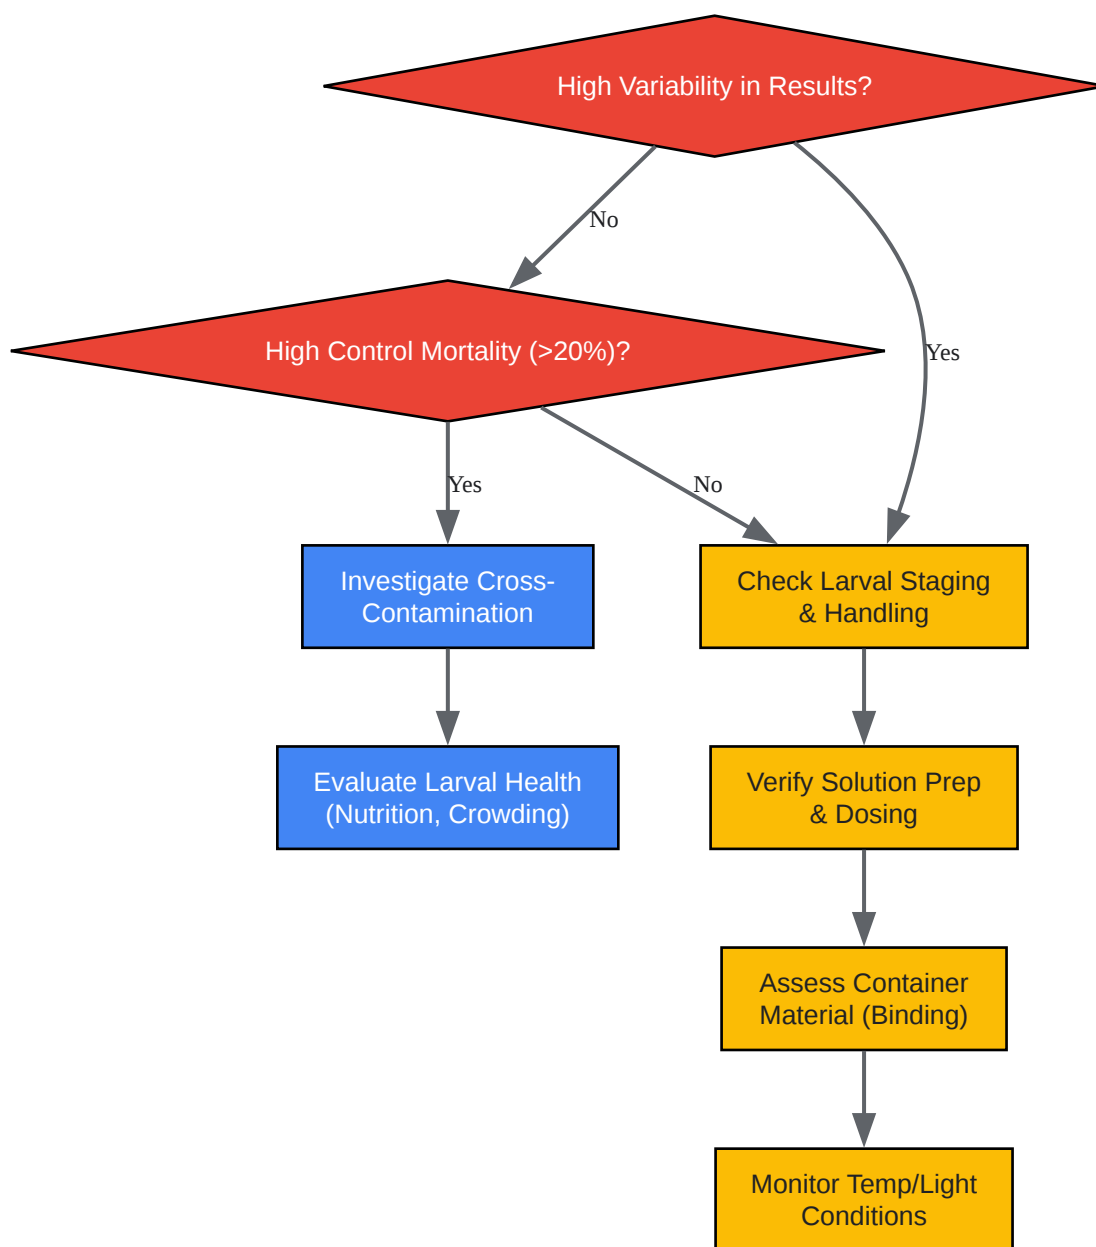 High Variability in Results?
No
High Control Mortality (>20%)?
Yes
Yes
No
Investigate Cross-
Contamination
Check Larval Staging
& Handling
Evaluate Larval Health
(Nutrition, Crowding)
Verify Solution Prep
& Dosing
Assess Container
Material (Binding)
Monitor Temp/Light
Conditions